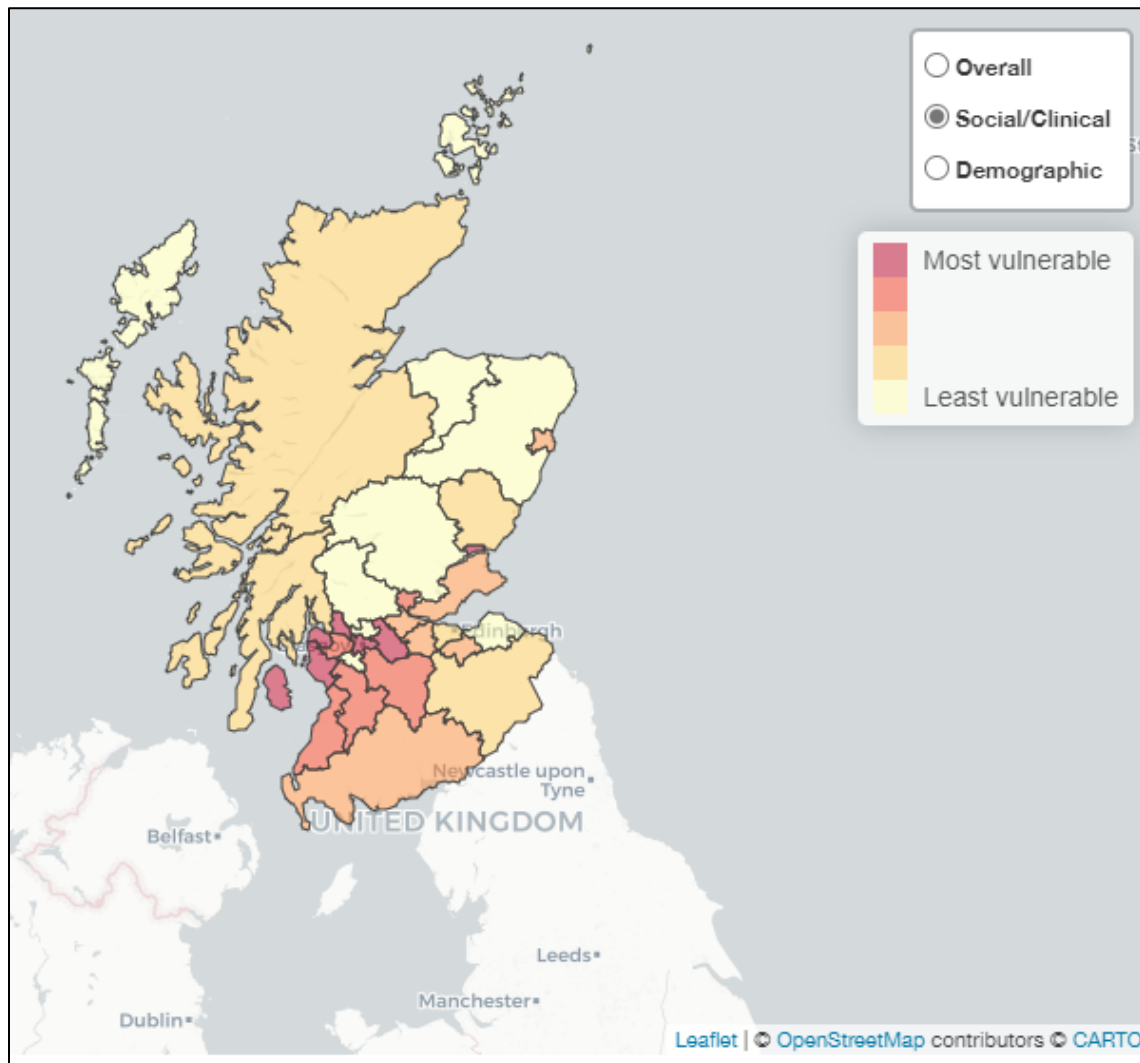 Overall
Social/Clinical
Demographic
Most vulnerable
Least vulnerable
Edinburgh
Newcastle upon
Tyne
UNITED KINGDOM
Belfast
Leeds
Manchester
Dublin
Leaflet | © OpenStreetMap contributors © CARTO